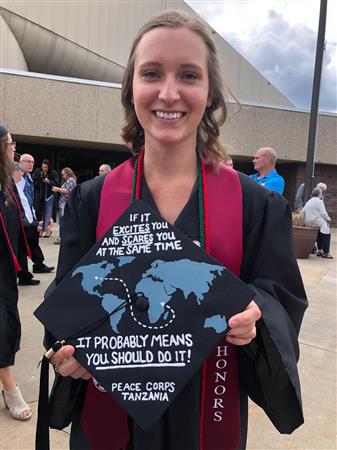 IF IT
EXCITES YOU
AND SCARES YOU
AT THE SAME TIME
IT PROBABLY MEANS
YOU SHOULD DO IT!
PEACE CORPS
TANZANIA
HONORS